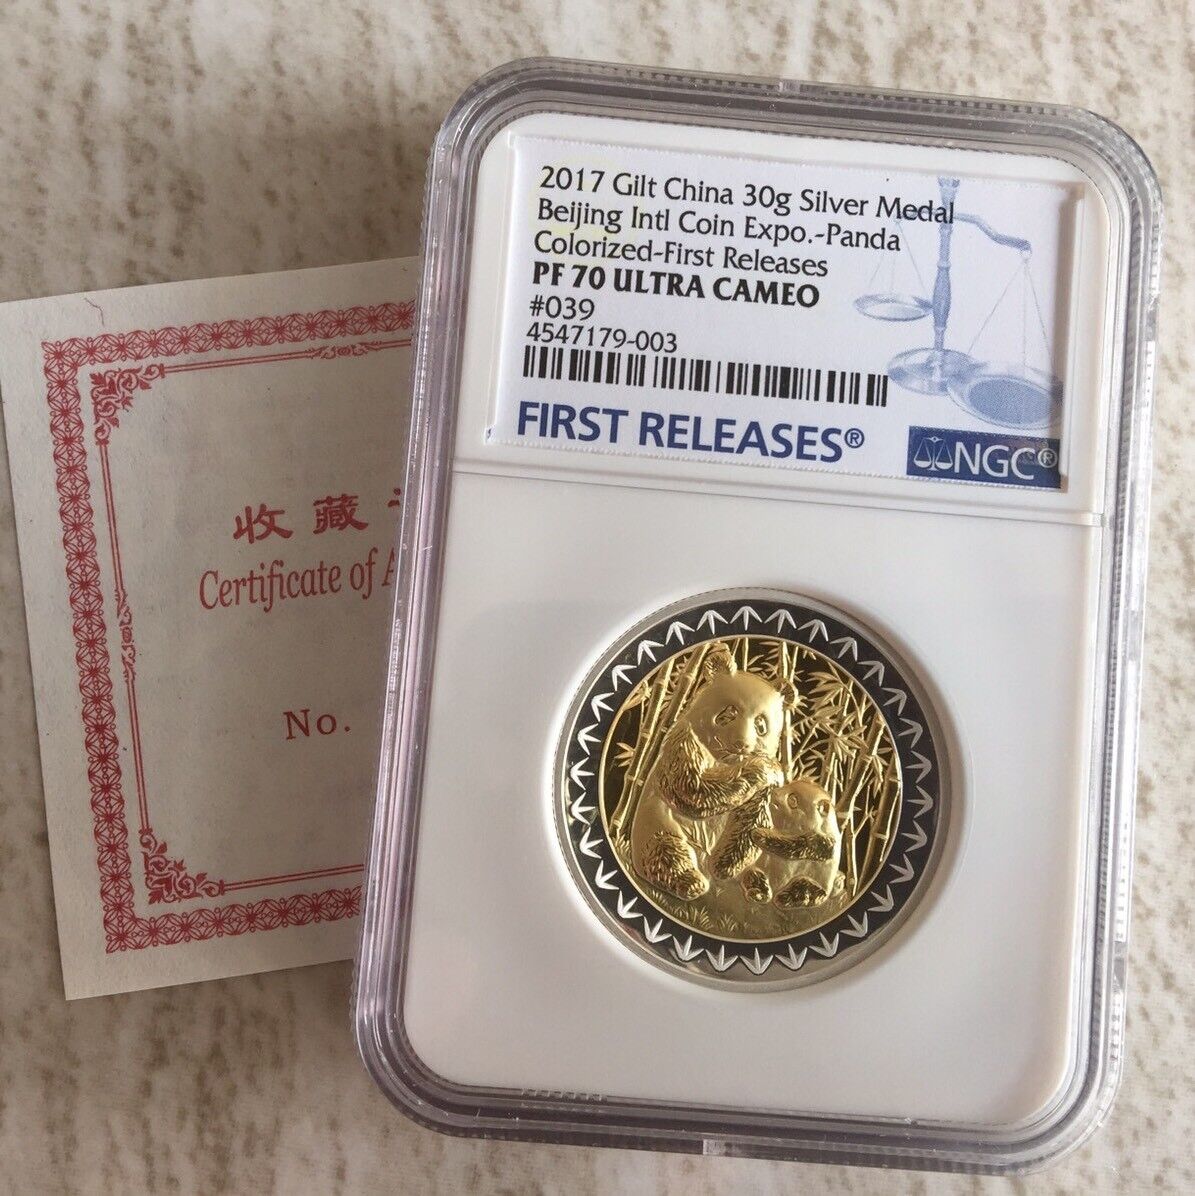 2017 Gilt China 30g Silver Medal
Beijing Intl Coin Expo.-Panda
Colorized-First Releases
PF 70 ULTRA CAMEO
#039
4547179-003
FIRST RELEASES®
NGC®
收藏
Certificate of
No.